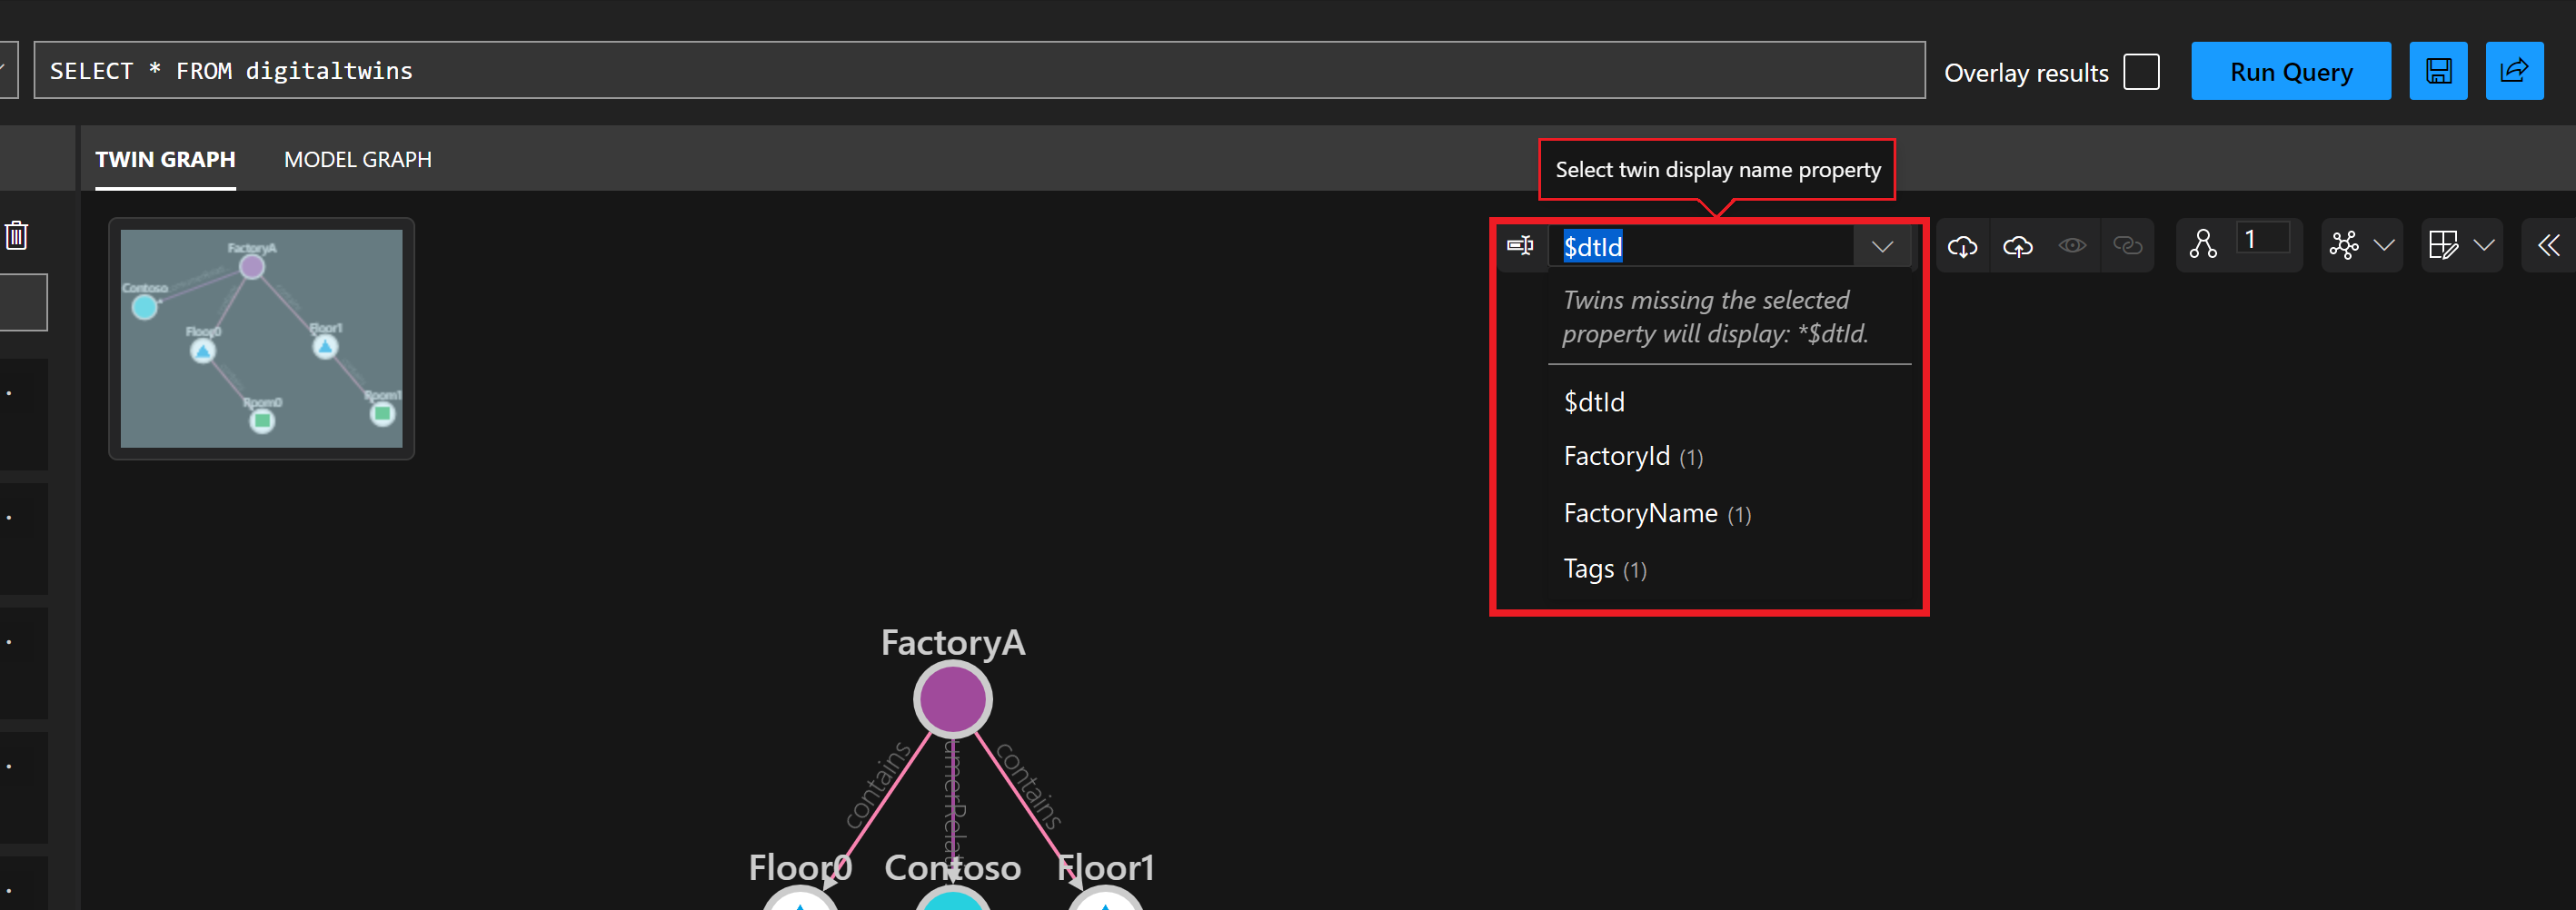 SELECT * FROM digitaltwins
Overlay results
Run Query
TWIN GRAPH
MODEL GRAPH
Select twin display name property
$dtId
1
Twins missing the selected
property will display: *$dtId.
$dtId
FactoryId (1)
FactoryName (1)
Tags (1)
FactoryA
Contoso
Floor0
Floor1
Room0
Room1
FactoryA
contains
contains
Floor0
Contoso
Floor1